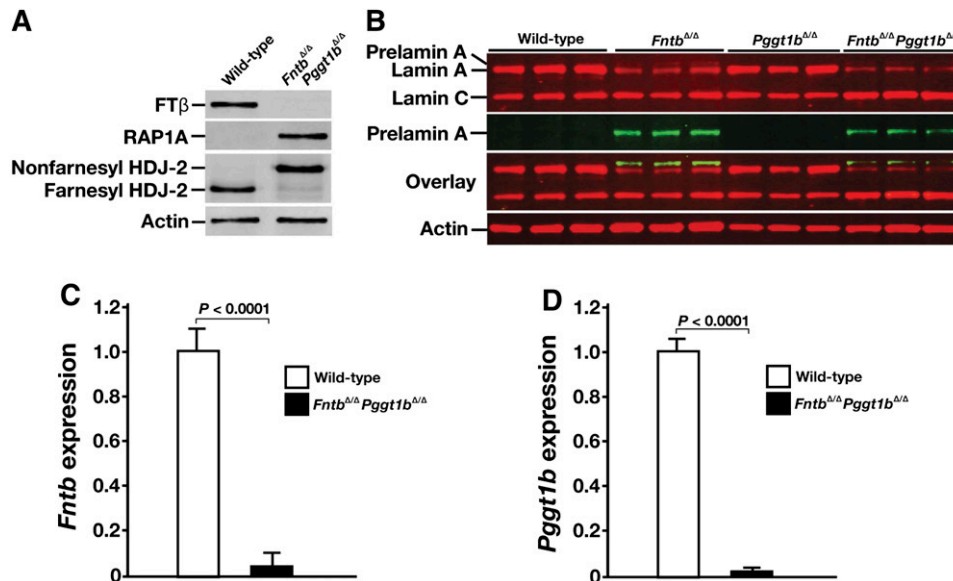 A
Wild-type
Fntb^Δ/Δ
Pggt1b^Δ/Δ
FTβ
RAP1A
Nonfarnesyl HDJ-2
Farnesyl HDJ-2
Actin
B
Wild-type
Fntb^Δ/Δ
Pggt1b^Δ/Δ
Fntb^Δ/Δ Pggt1b^Δ/Δ
Prelamin A
Lamin A
Lamin C
Prelamin A
Overlay
Actin
C
Fntb expression
1.2
1.0
0.8
0.6
0.4
0.2
0
P < 0.0001
Wild-type
Fntb^Δ/Δ Pggt1b^Δ/Δ
D
Pggt1b expression
1.2
1.0
0.8
0.6
0.4
0.2
0
P < 0.0001
Wild-type
Fntb^Δ/Δ Pggt1b^Δ/Δ